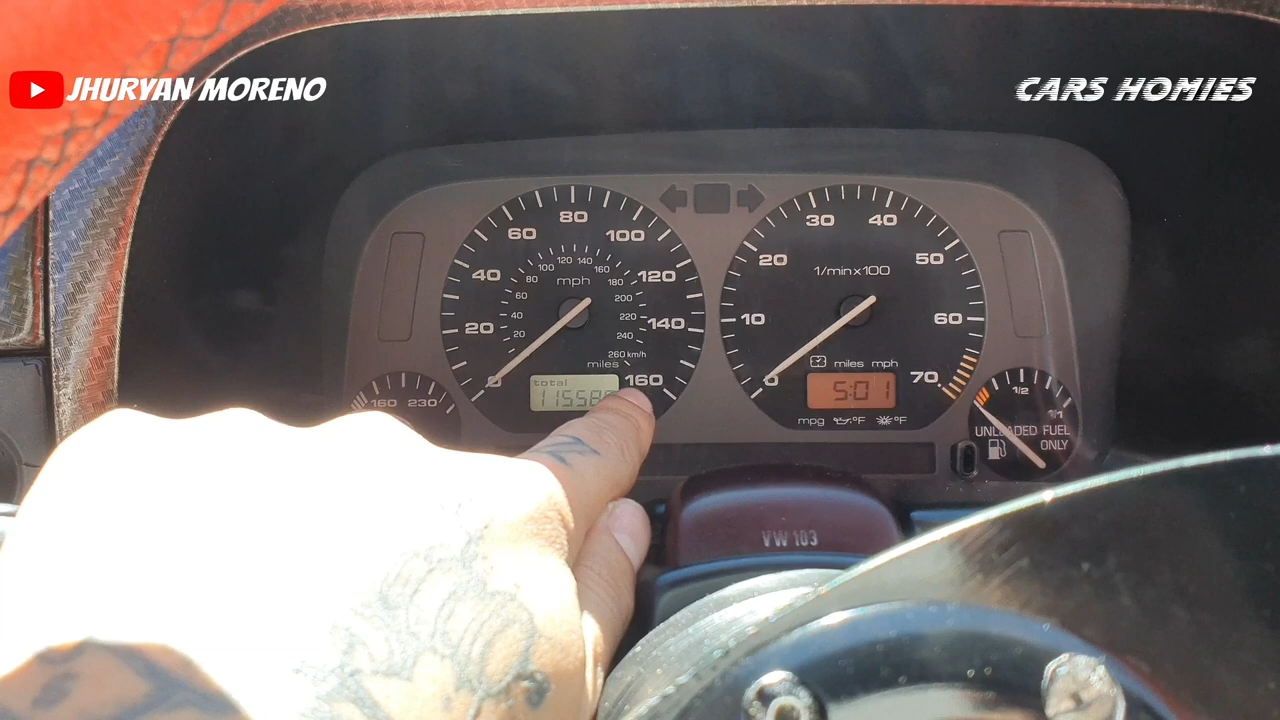 JHURYAN MORENO
CARS HOMIES
80
60
100
40
120
20
140
0
160
mph
20
40
60
80
100
120
140
160
180
200
220
240
260 km/h
miles
total
30
40
20
50
10
60
0
70
1/min x100
miles mph
5:01
mpg °F °F
160 230
1/2
1/1
UNLEADED FUEL
ONLY
VW 103